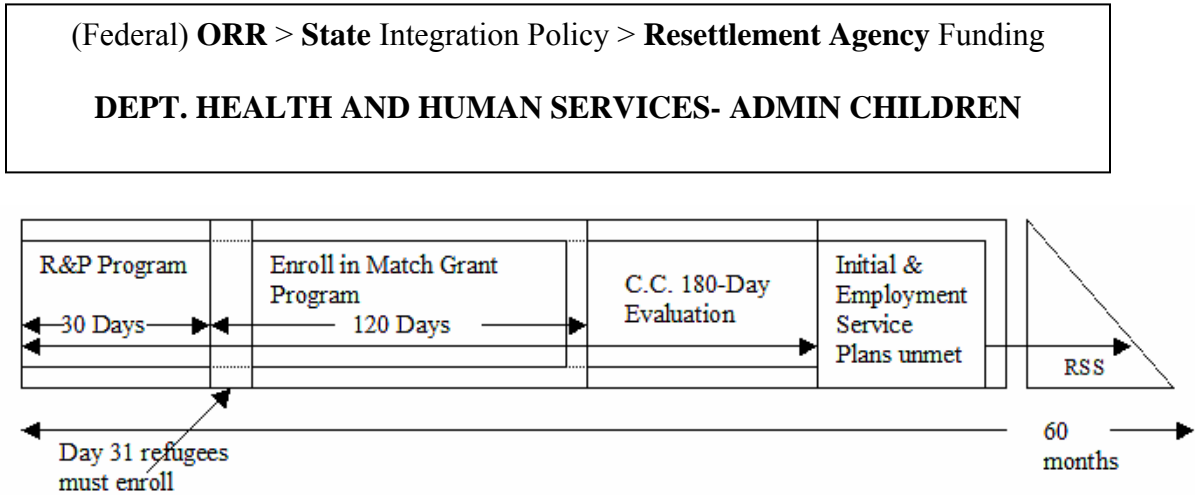 (Federal) ORR > State Integration Policy > Resettlement Agency Funding
DEPT. HEALTH AND HUMAN SERVICES- ADMIN CHILDREN
R&P Program
30 Days
Enroll in Match Grant
Program
120 Days
C.C. 180-Day
Evaluation
Initial &
Employment
Service
Plans unmet
RSS
Day 31 refugees
must enroll
60
months